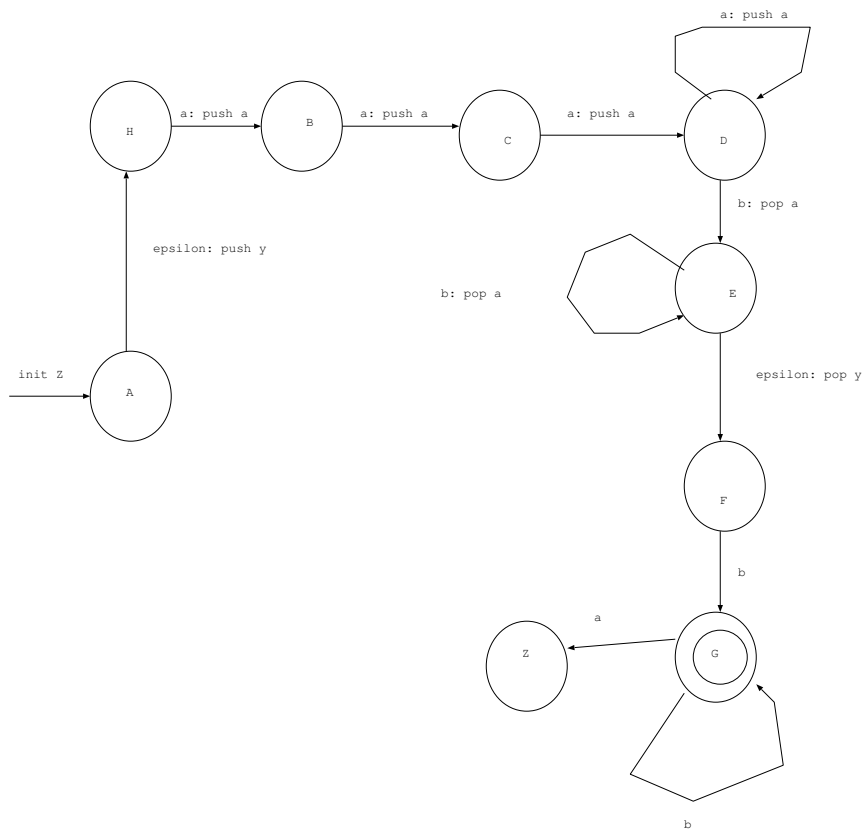 a: push a
a: push a
a: push a
a: push a
H
B
C
D
b: pop a
epsilon: push y
b: pop a
E
init Z
epsilon: pop y
A
F
b
a
Z
G
b